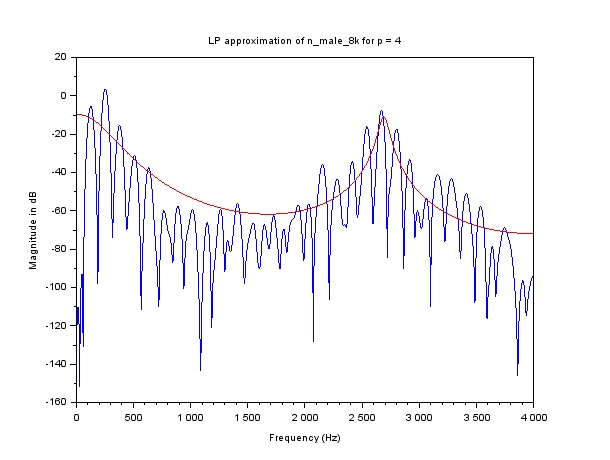 LP approximation of n_male_8k for p = 4
20
0
-20
-40
-60
-80
-100
-120
-140
-160
Magnitude in dB
0 500 1 000 1 500 2 000 2 500 3 000 3 500 4 000
Frequency (Hz)